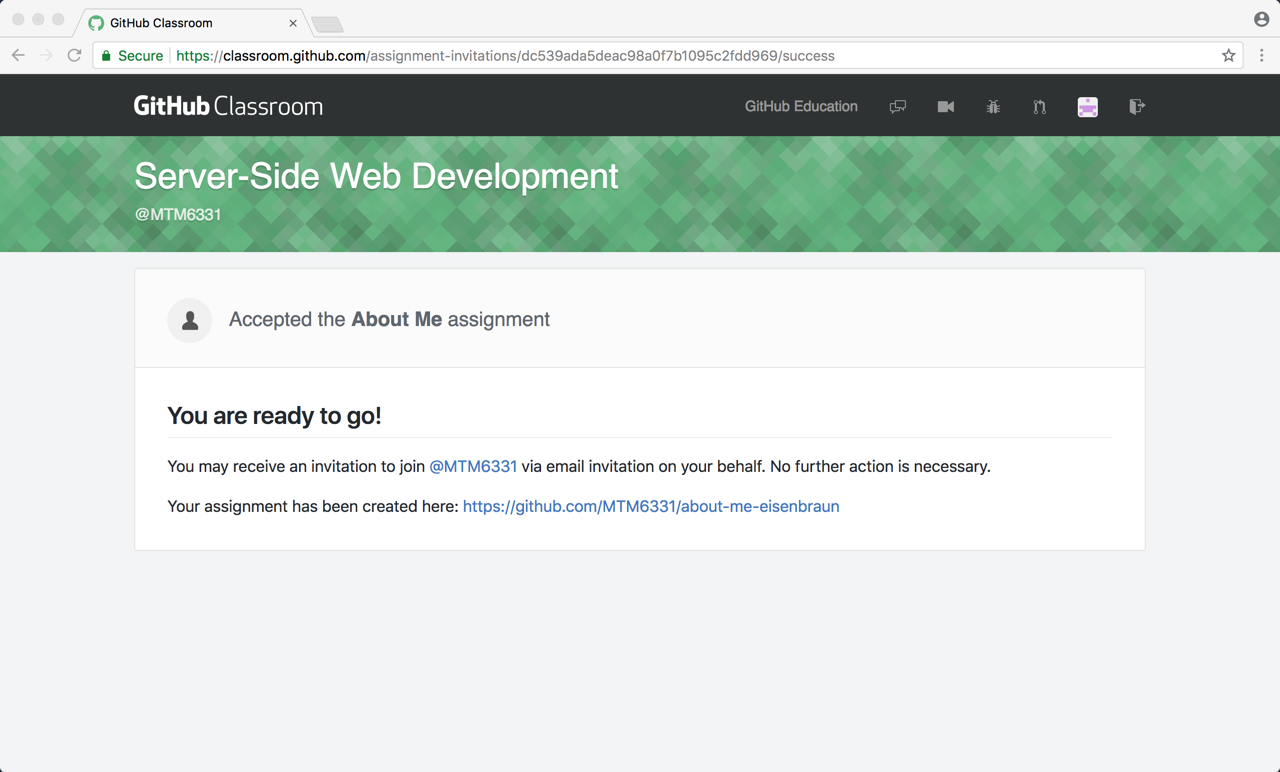 GitHub Classroom
Secure https://classroom.github.com/assignment-invitations/dc539ada5deac98a0f7b1095c2fdd969/success
GitHub Classroom
GitHub Education
Server-Side Web Development
@MTM6331
Accepted the About Me assignment
You are ready to go!
You may receive an invitation to join @MTM6331 via email invitation on your behalf. No further action is necessary.
Your assignment has been created here: https://github.com/MTM6331/about-me-eisenbraun